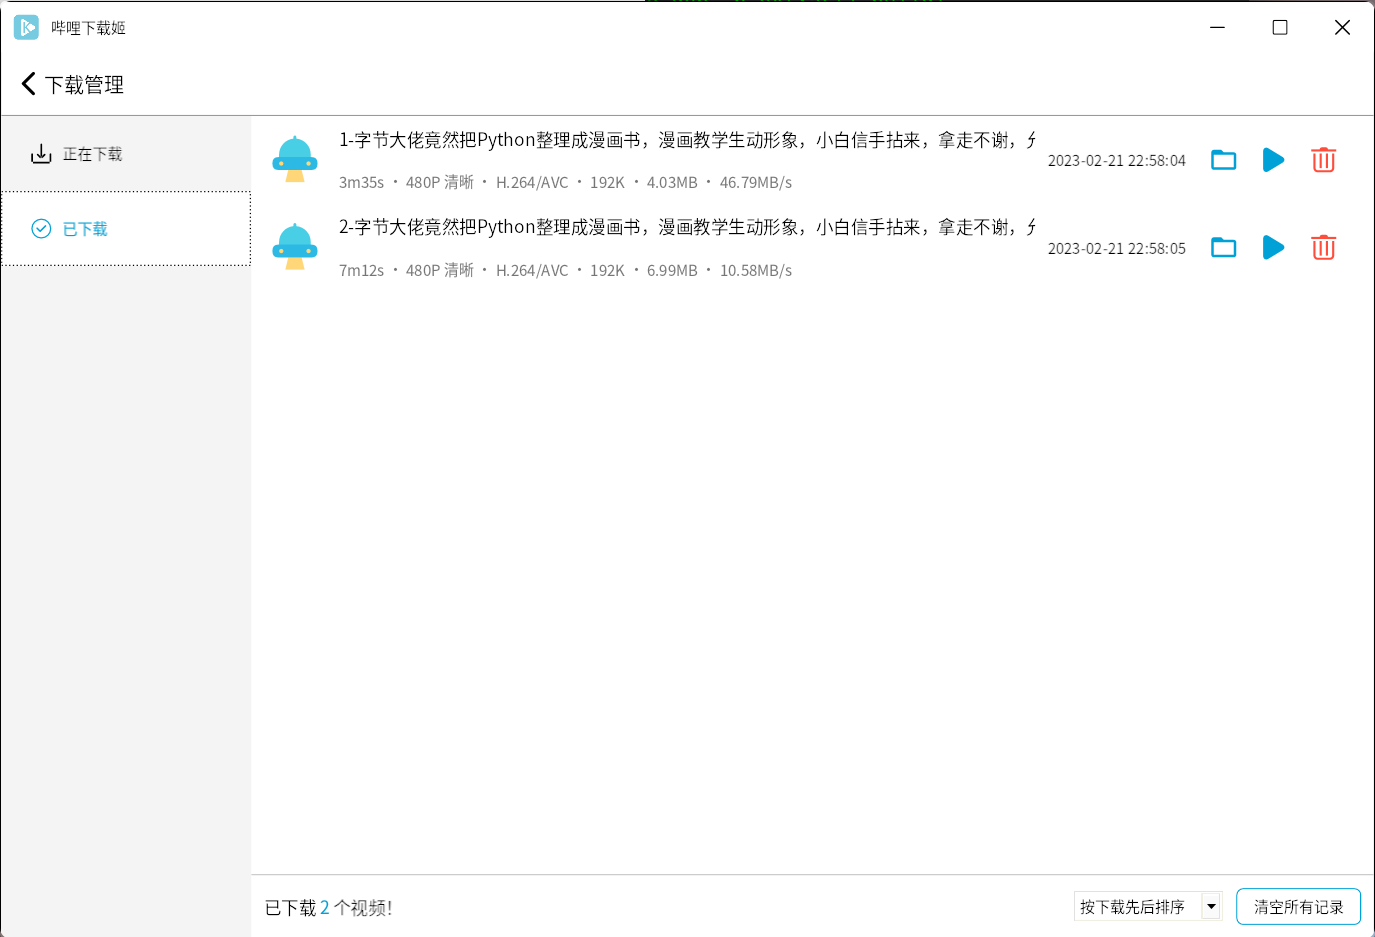 哔哩下载姬
下载管理
正在下载
已下载
1-字节大佬竟然把Python整理成漫画书，漫画教学生动形象，小白信手拈来，拿走不谢，
2023-02-21 22:58:04
3m35s · 480P 清晰 · H.264/AVC · 192K · 4.03MB · 46.79MB/s
2-字节大佬竟然把Python整理成漫画书，漫画教学生动形象，小白信手拈来，拿走不谢，
2023-02-21 22:58:05
7m12s · 480P 清晰 · H.264/AVC · 192K · 6.99MB · 10.58MB/s
已下载 2 个视频!
按下载先后排序
清空所有记录